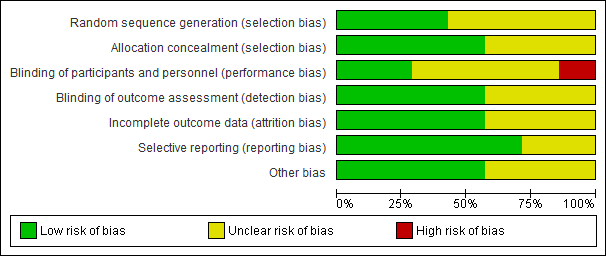 Random sequence generation (selection bias)
Allocation concealment (selection bias)
Blinding of participants and personnel (performance bias)
Blinding of outcome assessment (detection bias)
Incomplete outcome data (attrition bias)
Selective reporting (reporting bias)
Other bias
0% 25% 50% 75% 100%
Low risk of bias Unclear risk of bias High risk of bias